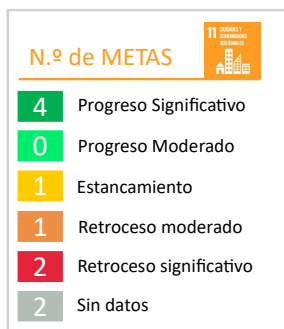 N.º de METAS
11 CIUDADES Y
COMUNIDADES
SOSTENIBLES
4 Progreso Significativo
0 Progreso Moderado
1 Estancamiento
1 Retroceso moderado
2 Retroceso significativo
2 Sin datos